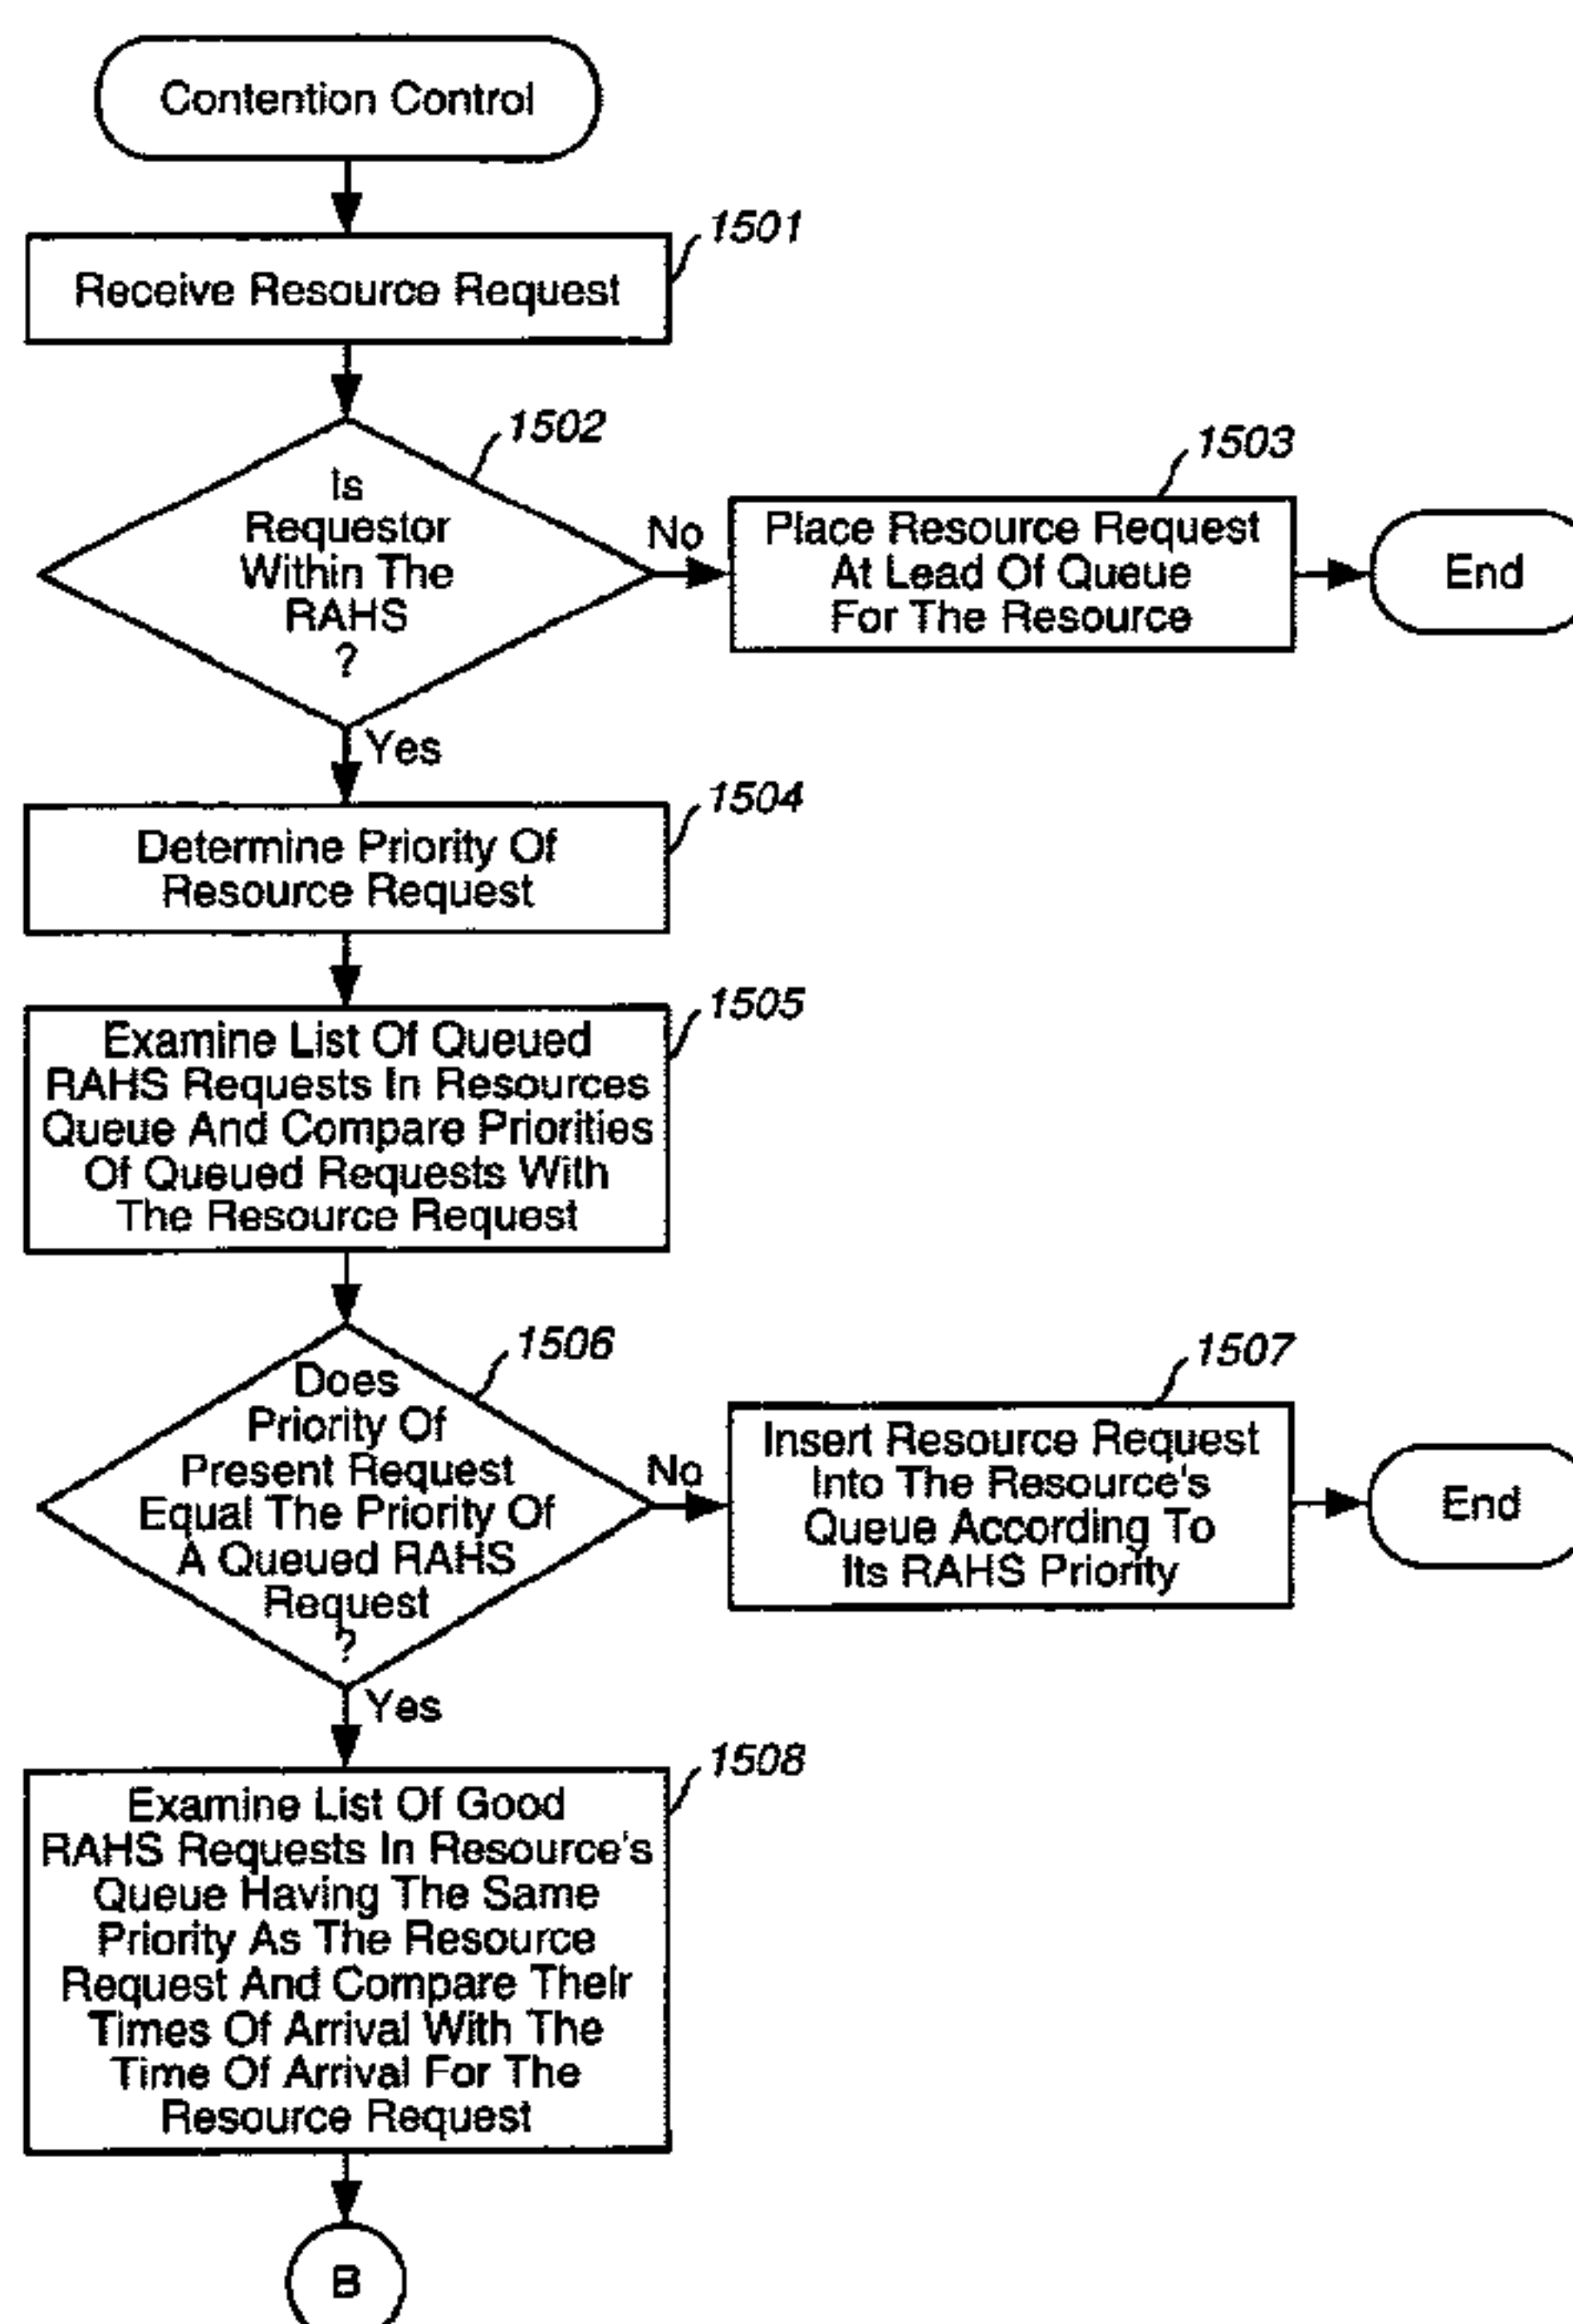 Contention Control
1501
Receive Resource Request
1502
Is
Requestor
Within The
RAHS
?
No
1503
Place Resource Request
At Lead Of Queue
For The Resource
End
Yes
1504
Determine Priority Of
Resource Request
1505
Examine List Of Queued
RAHS Requests In Resources
Queue And Compare Priorities
Of Queued Requests With
The Resource Request
1506
Does
Priority Of
Present Request
Equal The Priority Of
A Queued RAHS
Request
?
No
1507
Insert Resource Request
Into The Resource's
Queue According To
Its RAHS Priority
End
Yes
1508
Examine List Of Good
RAHS Requests In Resource's
Queue Having The Same
Priority As The Resource
Request And Compare Their
Times Of Arrival With The
Time Of Arrival For The
Resource Request
B